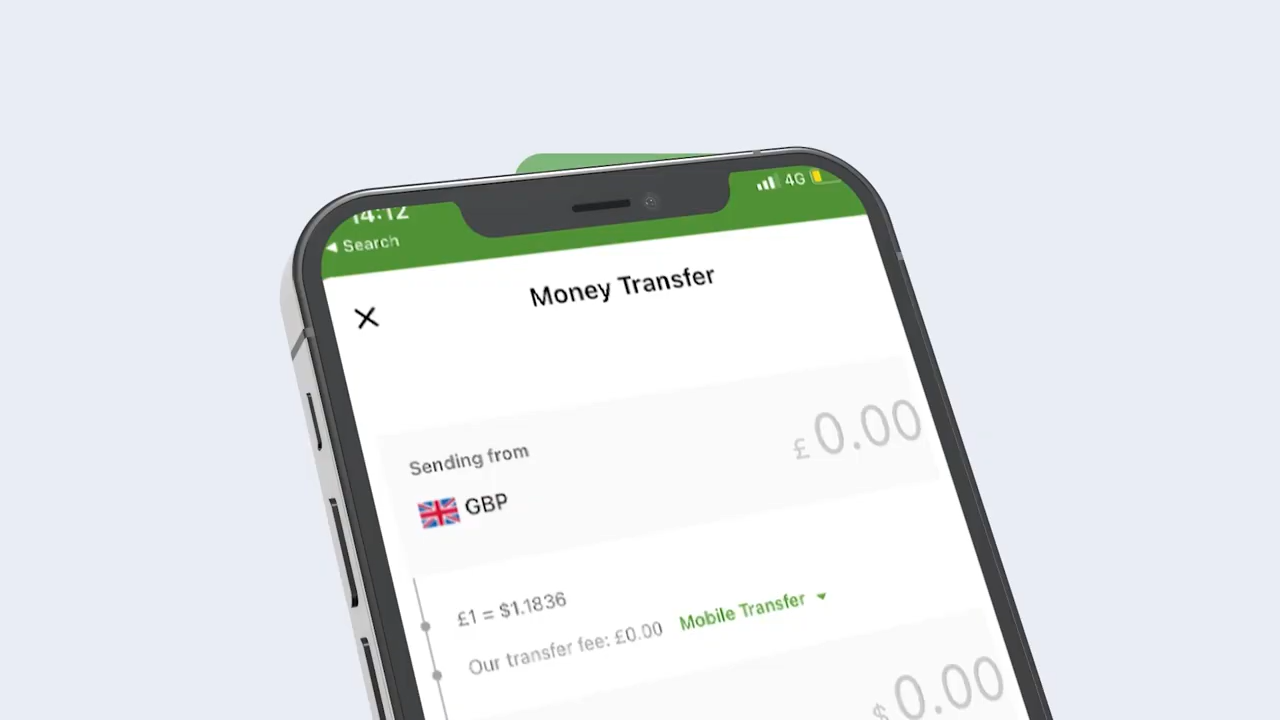 14:12
4G
◀ Search
Money Transfer
Sending from
£ 0.00
GBP
£1 = $1.1836
Our transfer fee: £0.00 Mobile Transfer
$ 0.00